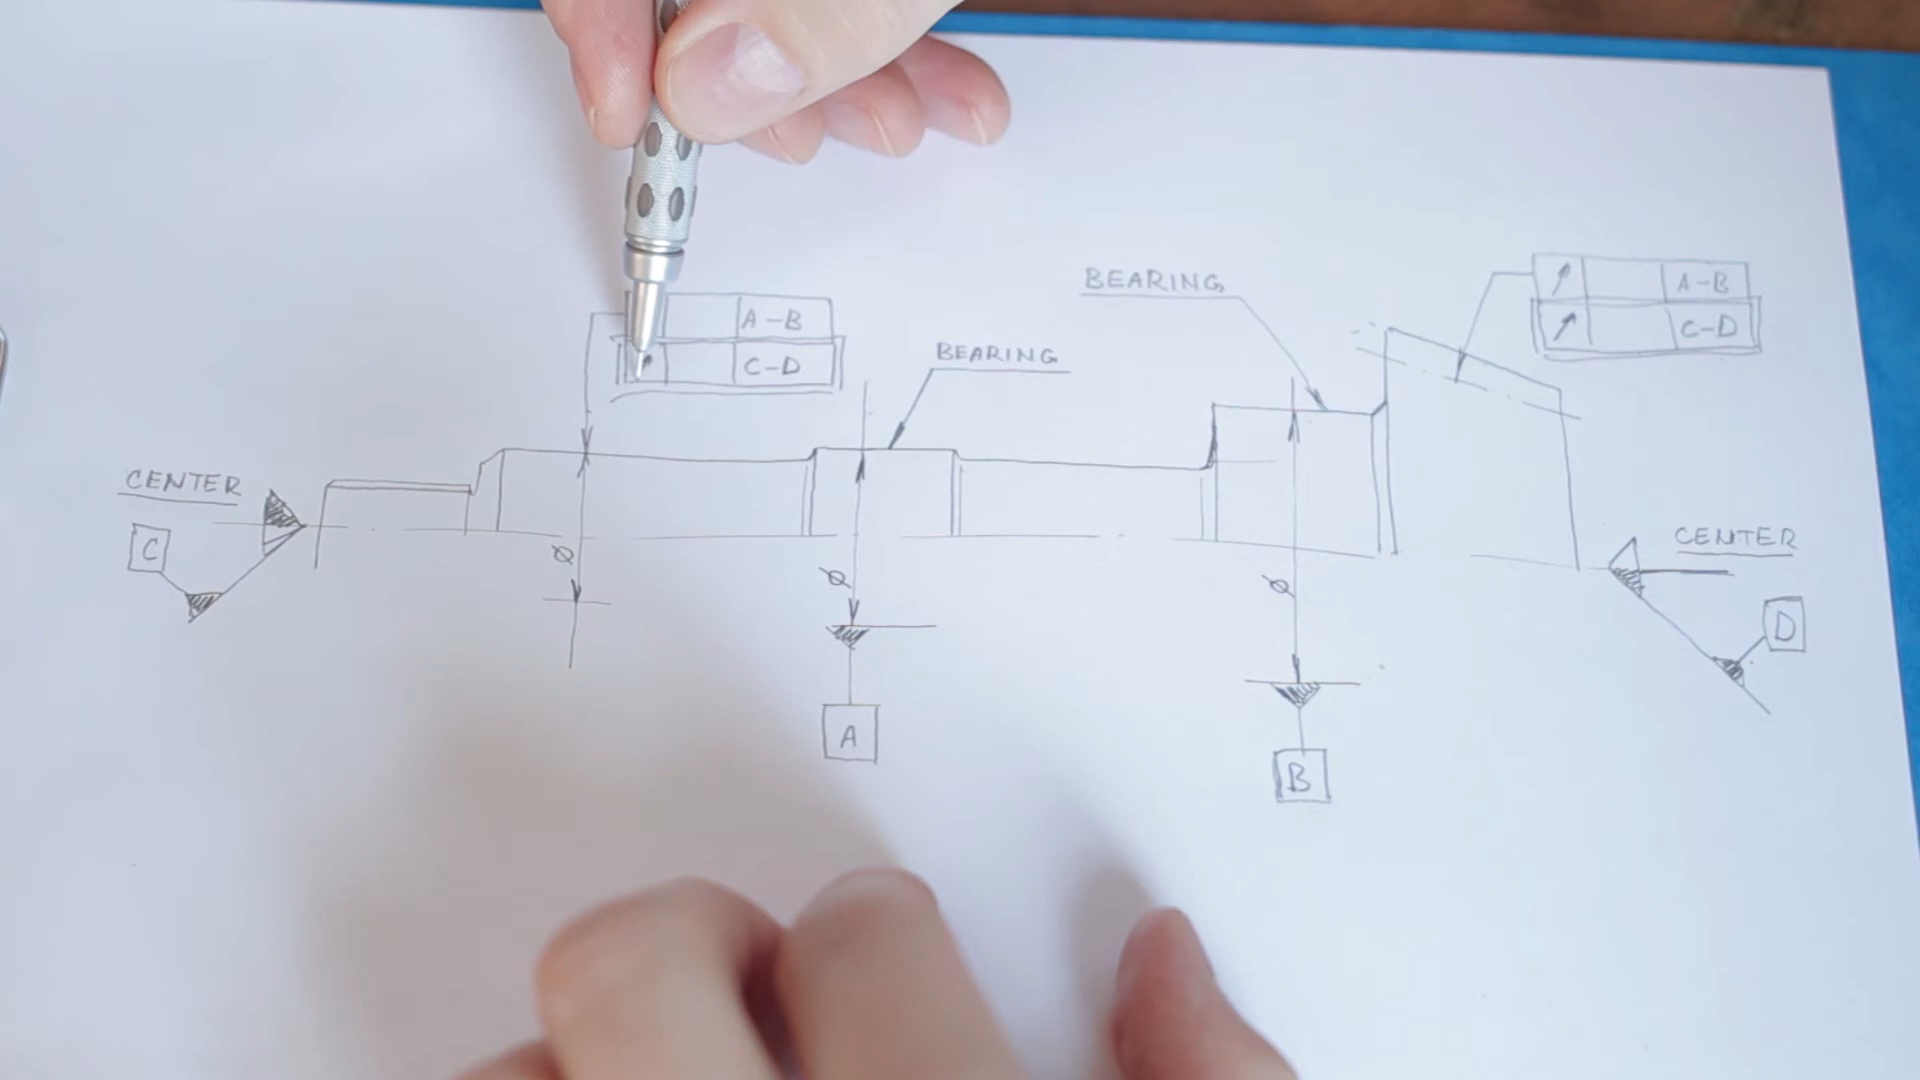 BEARING
A-B
C-D
A-B
C-D
BEARING
CENTER
C
Ø
Ø
Ø
CENTER
D
A
B